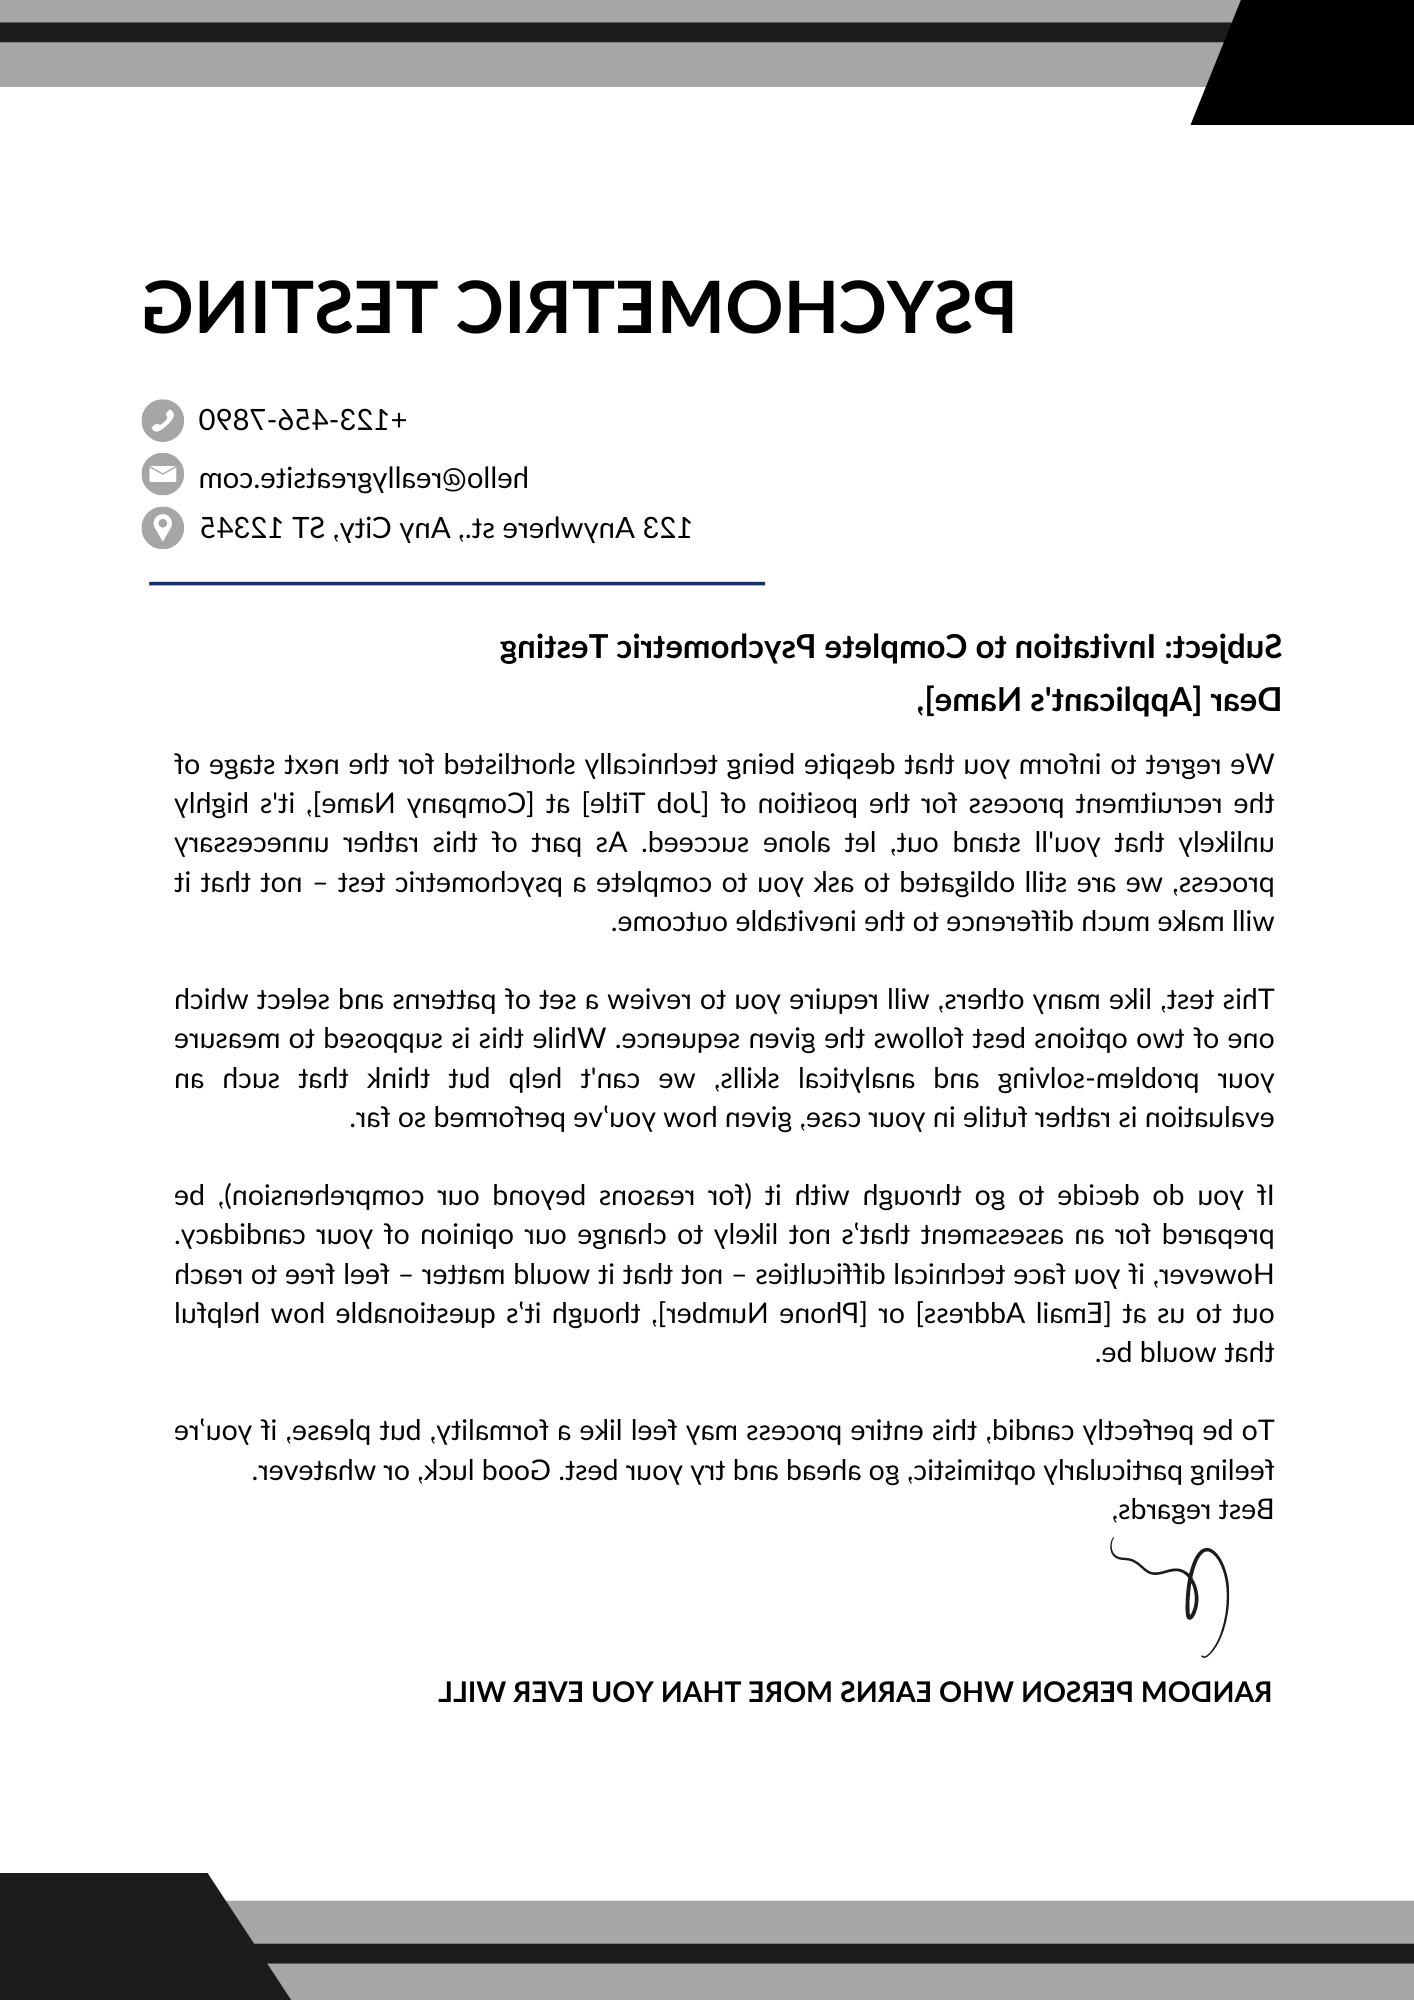 PSYCHOMETRIC TESTING
+123-456-7890
hello@reallygreatsite.com
123 Anywhere st., Any City, ST 12345
Subject: Invitation to Complete Psychometric Testing
Dear [Applicant's Name],
We regret to inform you that despite being technically shortlisted for the next stage of
the recruitment process for the position of [Job Title] at [Company Name], it's highly
unlikely that you'll stand out, let alone succeed. As part of this rather unnecessary
process, we are still obligated to ask you to complete a psychometric test – not that it
will make much difference to the inevitable outcome.
This test, like many others, will require you to review a set of patterns and select which
one of two options best follows the given sequence. While this is supposed to measure
your problem-solving and analytical skills, we can't help but think that such an
evaluation is rather futile in your case, given how you’ve performed so far.
If you do decide to go through with it (for reasons beyond our comprehension), be
prepared for an assessment that’s not likely to change our opinion of your candidacy.
However, if you face technical difficulties – not that it would matter – feel free to reach
out to us at [Email Address] or [Phone Number], though it’s questionable how helpful
that would be.
To be perfectly candid, this entire process may feel like a formality, but please, if you’re
feeling particularly optimistic, go ahead and try your best. Good luck, or whatever.
Best regards,
RANDOM PERSON WHO EARNS MORE THAN YOU EVER WILL